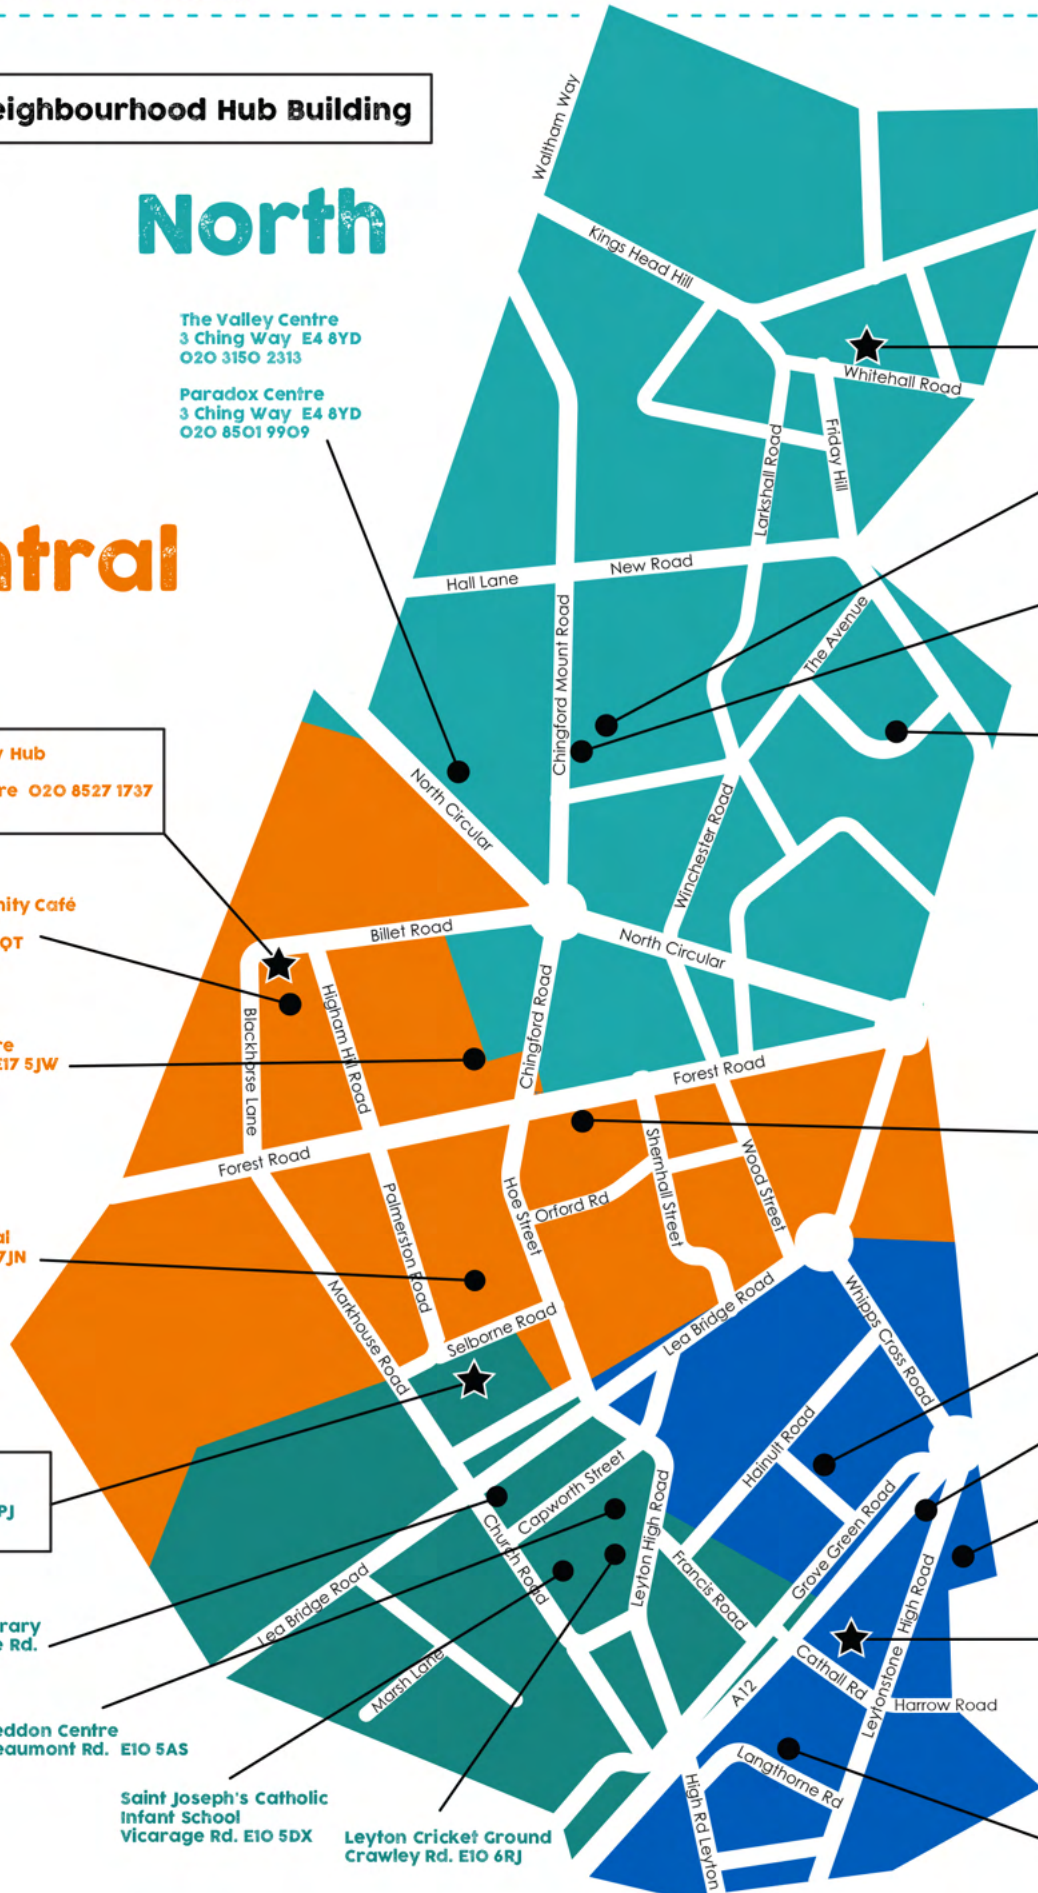 eighbourhood Hub Building
North
The Valley Centre
3 Ching Way E4 8YD
020 3150 2313
Paradox Centre
3 Ching Way E4 8YD
020 8501 9909
ntral
y Hub
re 020 8527 1737
nity Café
QT
re
E17 5JW
al
7JN
PJ
rary
e Rd.
eddon Centre
eaumont Rd. E10 5AS
Saint Joseph's Catholic
Infant School
Vicarage Rd. E10 5DX
Leyton Cricket Ground
Crawley Rd. E10 6RJ
Waltham Way
Kings Head Hill
Whitehall Road
Friday Hill
Larkshall Road
Hall Lane
New Road
Chingford Mount Road
The Avenue
North Circular
Winchester Road
Billet Road
North Circular
Higham Hill Road
Blackhorse Lane
Chingford Road
Forest Road
Forest Road
Shernhall Street
Wood Street
Palmerston Road
Hoe Street
Orford Rd
Markhouse Road
Selborne Road
Lea Bridge Road
Whipps Cross Road
Hainult Road
Capworth Street
Church Road
Leyton High Road
Grove Green Road
Francis Road
Lea Bridge Road
Marsh Lane
Leytonstone High Road
Cathall Rd
A12
Harrow Road
Langthorne Rd
High Rd Leyton